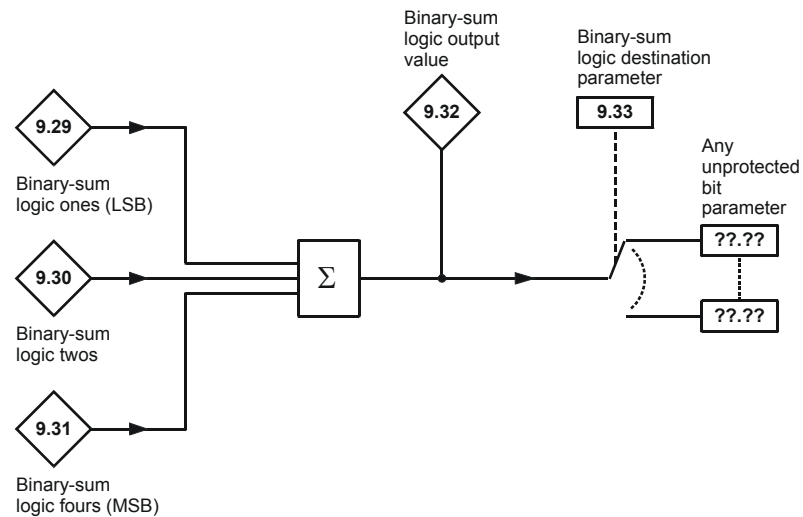 Binary-sum
logic output
value
9.32
Binary-sum
logic destination
parameter
9.33
9.29
Binary-sum
logic ones (LSB)
Any
unprotected
bit
parameter
??.??
9.30
Binary-sum
logic twos
Σ
??.??
9.31
Binary-sum
logic fours (MSB)